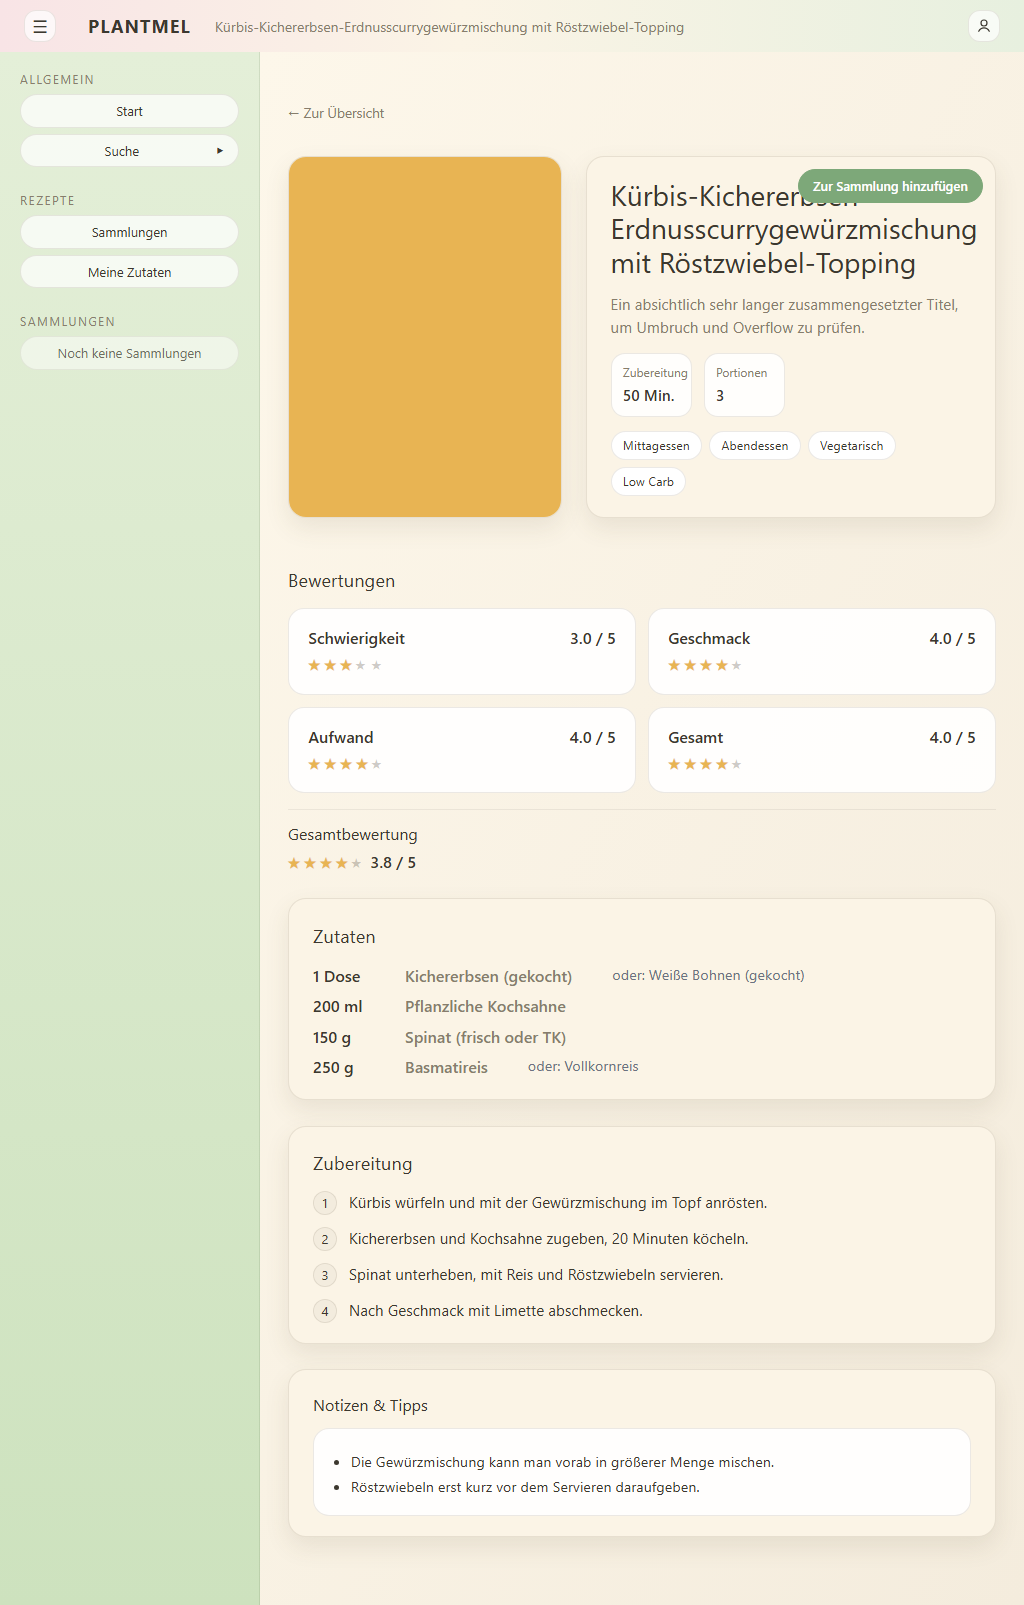 ☰ PLANTMEL Kürbis-Kichererbsen-Erdnusscurrygewürzmischung mit Röstzwiebel-Topping
ALLGEMEIN
Start
Suche ▸
REZEPTE
Sammlungen
Meine Zutaten
SAMMLUNGEN
Noch keine Sammlungen
← Zur Übersicht
Zur Sammlung hinzufügen
Kürbis-Kichererbsen-
Erdnusscurrygewürzmischung
mit Röstzwiebel-Topping
Ein absichtlich sehr langer zusammengesetzter Titel,
um Umbruch und Overflow zu prüfen.
Zubereitung
50 Min.
Portionen
3
Mittagessen
Abendessen
Vegetarisch
Low Carb
Bewertungen
Schwierigkeit 3.0 / 5
★★★★★
Geschmack 4.0 / 5
★★★★★
Aufwand 4.0 / 5
★★★★★
Gesamt 4.0 / 5
★★★★★
Gesamtbewertung
★★★★★ 3.8 / 5
Zutaten
1 Dose Kichererbsen (gekocht) oder: Weiße Bohnen (gekocht)
200 ml Pflanzliche Kochsahne
150 g Spinat (frisch oder TK)
250 g Basmatireis oder: Vollkornreis
Zubereitung
1 Kürbis würfeln und mit der Gewürzmischung im Topf anrösten.
2 Kichererbsen und Kochsahne zugeben, 20 Minuten köcheln.
3 Spinat unterheben, mit Reis und Röstzwiebeln servieren.
4 Nach Geschmack mit Limette abschmecken.
Notizen & Tipps
• Die Gewürzmischung kann man vorab in größerer Menge mischen.
• Röstzwiebeln erst kurz vor dem Servieren daraufgeben.